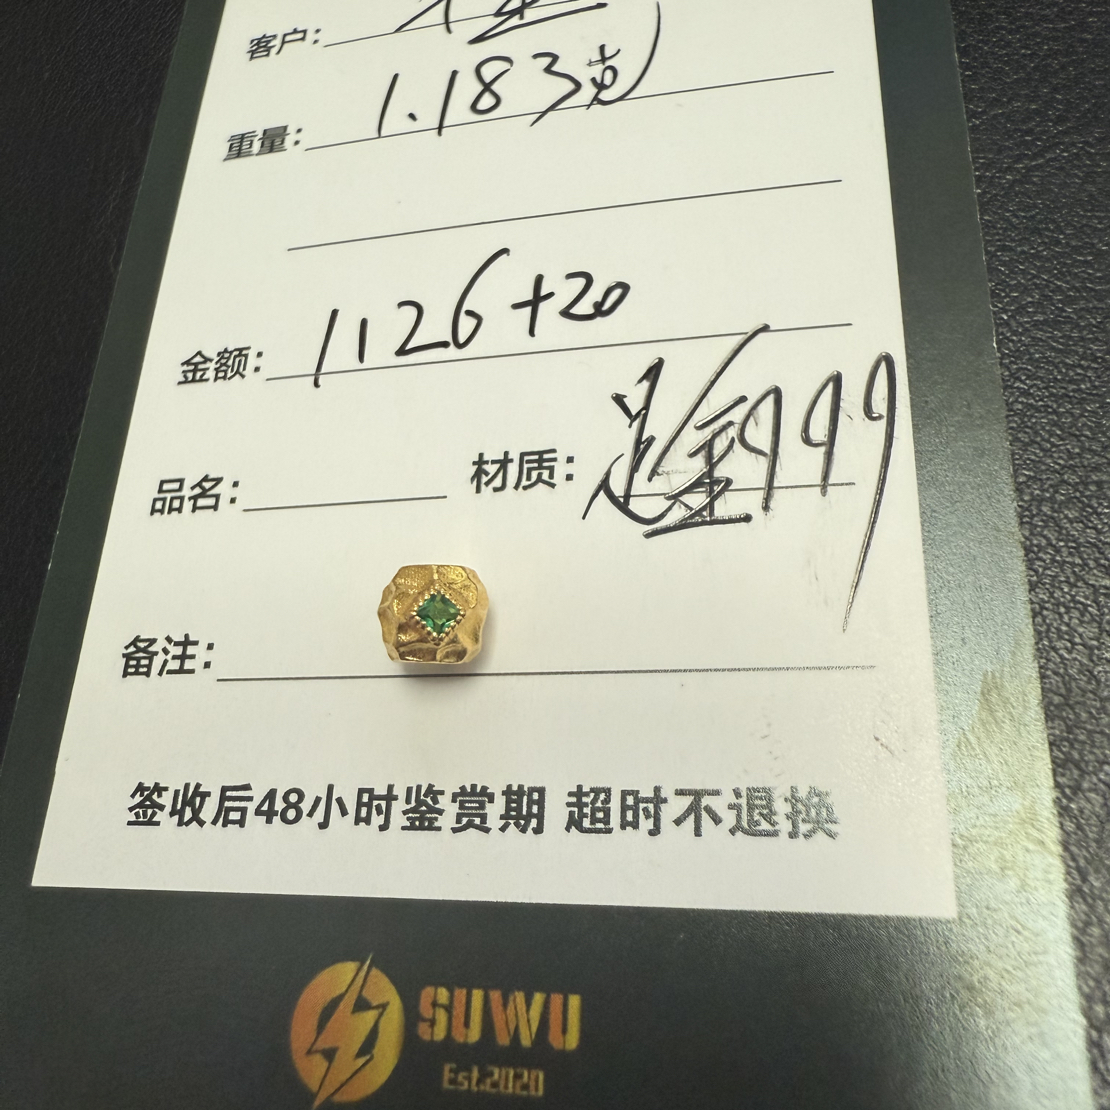 客户:
重量: 1.183克
金额: 1126+20
品名: 材质: 足金999
备注:
签收后48小时鉴赏期 超时不退换
SUWU
Est.2020